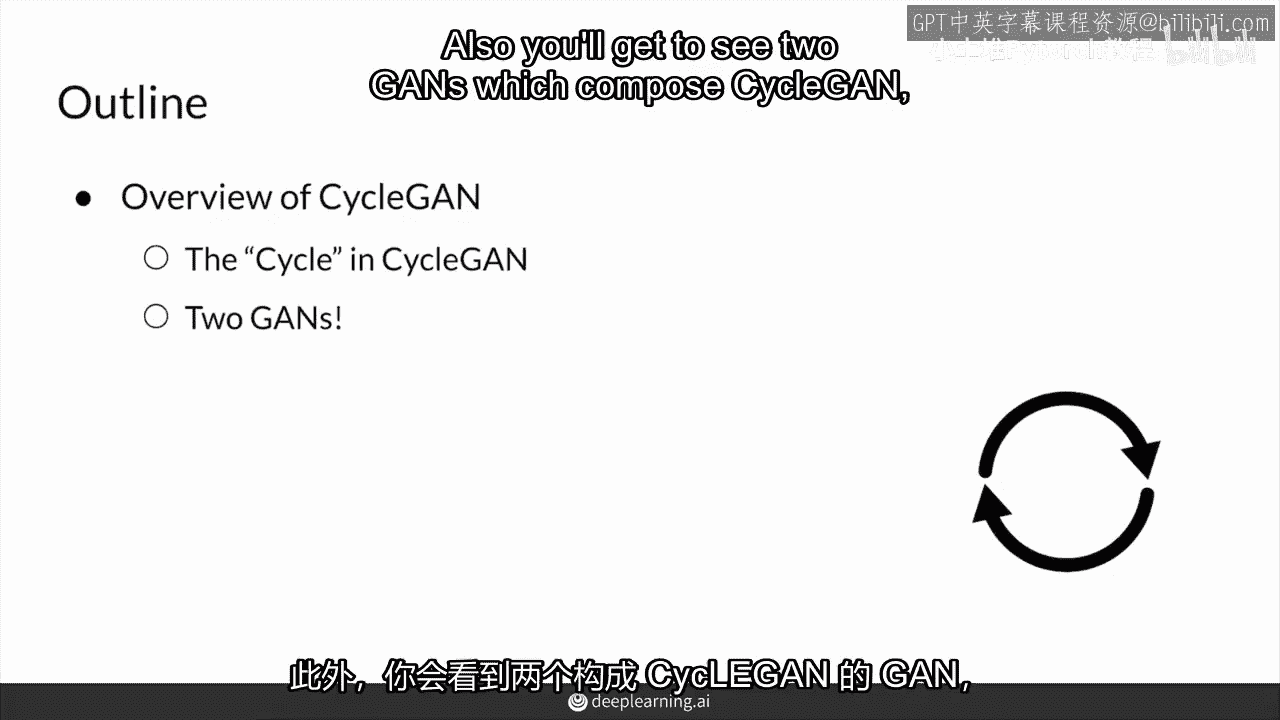 GPT中英字幕课程资源@bilibili.com
Also you'll get to see two
GANs which compose CycleGAN,
Outline
● Overview of CycleGAN
○ The “Cycle” in CycleGAN
○ Two GANs!
此外，你会看到两个构成 CycLEGAN 的 GAN，
deeplearning.ai